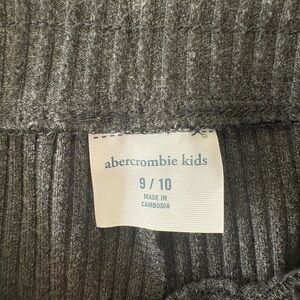 abercrombie kids
9 / 10
MADE IN
CAMBODIA